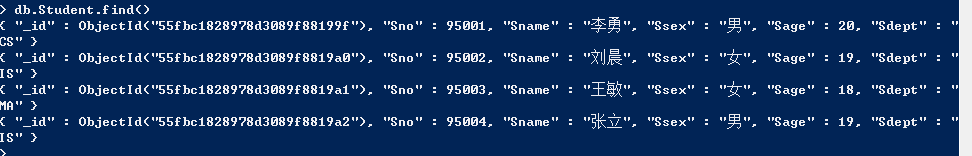 > db.Student.find()
{ "_id" : ObjectId("55fbc1828978d3089f88199f"), "Sno" : 95001, "Sname" : "李勇", "Ssex" : "男", "Sage" : 20, "Sdept" : "
CS" }
{ "_id" : ObjectId("55fbc1828978d3089f8819a0"), "Sno" : 95002, "Sname" : "刘晨", "Ssex" : "女", "Sage" : 19, "Sdept" : "
IS" }
{ "_id" : ObjectId("55fbc1828978d3089f8819a1"), "Sno" : 95003, "Sname" : "王敏", "Ssex" : "女", "Sage" : 18, "Sdept" : "
MA" }
{ "_id" : ObjectId("55fbc1828978d3089f8819a2"), "Sno" : 95004, "Sname" : "张立", "Ssex" : "男", "Sage" : 19, "Sdept" : "
IS" }
>